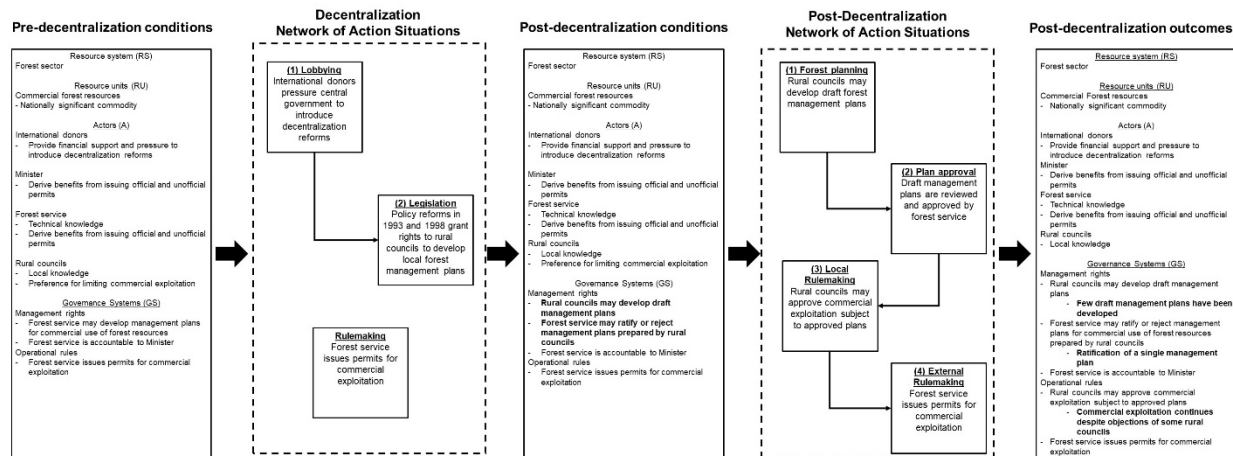 Pre-decentralization conditions
Resource system (RS)
Forest sector
Resource units (RU)
Commercial Forest resources
- Nationally significant commodity
Actors (A)
International donors
- Provide financial support and pressure to
introduce decentralization reforms
Minister
- Derive benefits from issuing official and unofficial
permits
Forest service
- Technical knowledge
- Derive benefits from issuing official and unofficial
permits
Rural councils
- Local knowledge
- Preference for limiting commercial exploitation
Governance Systems (GS)
Management rights
- Forest service may develop management plans
for commercial use of forest resources
- Forest service is accountable to Minister
Operational rules
- Forest service issues permits for commercial
exploitation
Decentralization
Network of Action Situations
(1) Lobbying
International donors
pressure central
government to
introduce
decentralization
reforms
(2) Legislation
Policy reforms in
1993 and 1998 grant
rights to rural
councils to develop
local forest
management plans
Rulemaking
Forest service
issues permits for
commercial
exploitation
Post-decentralization conditions
Resource system (RS)
Forest sector
Resource units (RU)
Commercial forest resources
- Nationally significant commodity
Actors (A)
International donors
- Provide financial support and pressure to
introduce decentralization reforms
Minister
- Derive benefits from issuing official and unofficial
permits
Forest service
- Technical knowledge
- Derive benefits from issuing official and unofficial
permits
Rural councils
- Local knowledge
- Preference for limiting commercial exploitation
Governance Systems (GS)
Management rights
- Rural councils may develop draft
management plans
- Forest service may ratify or reject
management plans prepared by rural
councils
- Forest service is accountable to Minister
Operational rules
- Forest service issues permits for commercial
exploitation
Post-Decentralization
Network of Action Situations
(1) Forest planning
Rural councils may
develop draft forest
management plans
(2) Plan approval
Draft management
plans are reviewed
and approved by
forest service
(3) Local
Rulemaking
Rural councils may
approve commercial
exploitation subject
to approved plans
(4) External
Rulemaking
Forest service
issues permits for
commercial
exploitation
Post-decentralization outcomes
Resource system (RS)
Forest sector
Resource units (RU)
Commercial Forest resources
- Nationally significant commodity
Actors (A)
International donors
- Provide financial support and pressure to
introduce decentralization reforms
Minister
- Derive benefits from issuing official and unofficial
permits
Forest service
- Technical knowledge
- Derive benefits from issuing official and unofficial
permits
Rural councils
- Local knowledge
Governance Systems (GS)
Management rights
- Rural councils may develop draft management
plans
- Few draft management plans have been
developed
- Forest service may ratify or reject management
plans for commercial use of forest resources
prepared by rural councils
- Ratification of a single management
plan
- Forest service is accountable to Minister
Operational rules
- Rural councils may approve commercial
exploitation subject to approved plans
- Commercial exploitation continues
despite objections of some rural
councils
- Forest service issues permits for commercial
exploitation